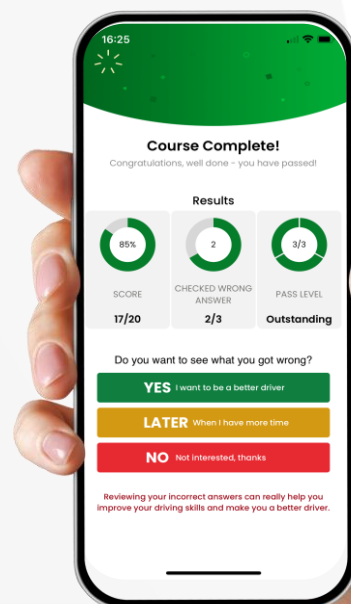 16:25
Course Complete!
Congratulations, well done - you have passed!
Results
85%
2
3/3
SCORE
CHECKED WRONG
ANSWER
PASS LEVEL
17/20
2/3
Outstanding
Do you want to see what you got wrong?
YES I want to be a better driver
LATER When I have more time
NO Not interested, thanks
Reviewing your incorrect answers can really help you
improve your driving skills and make you a better driver.